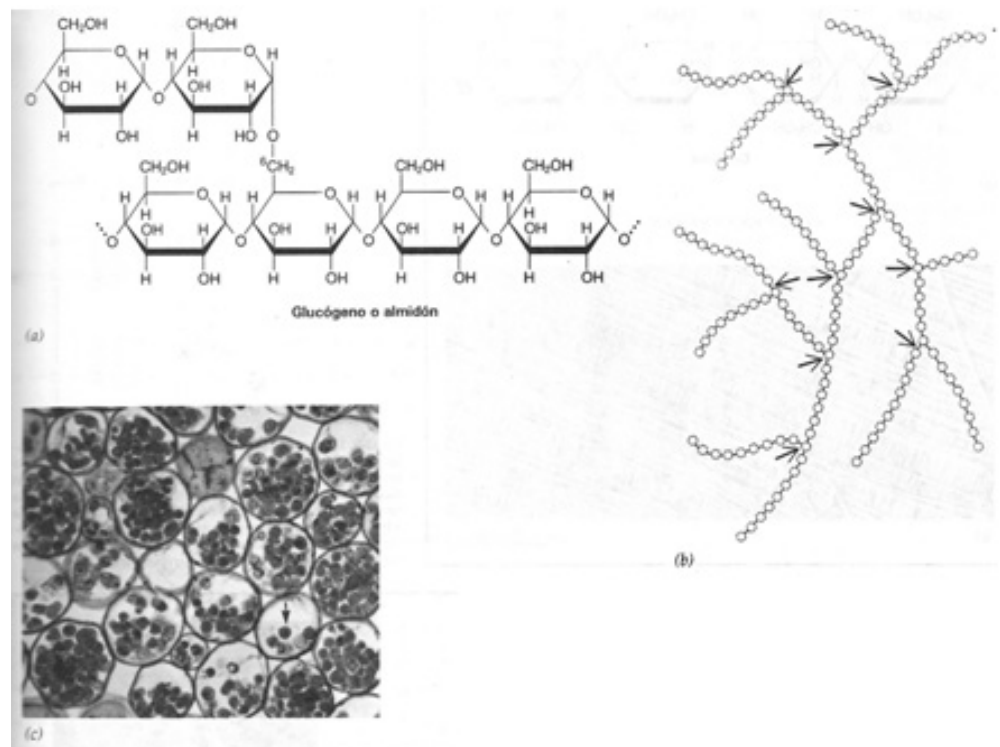 CH₂OH CH₂OH
O H H O H
H H
OH H OH H
O O
H OH H HO O
⁶CH₂
CH₂OH CH₂OH CH₂OH
H O H H O H H O H H O H
H H
OH H OH H OH H OH H
O O O O O
H OH H OH H OH H OH
Glucógeno o almidón
(a)
(b)
(c)